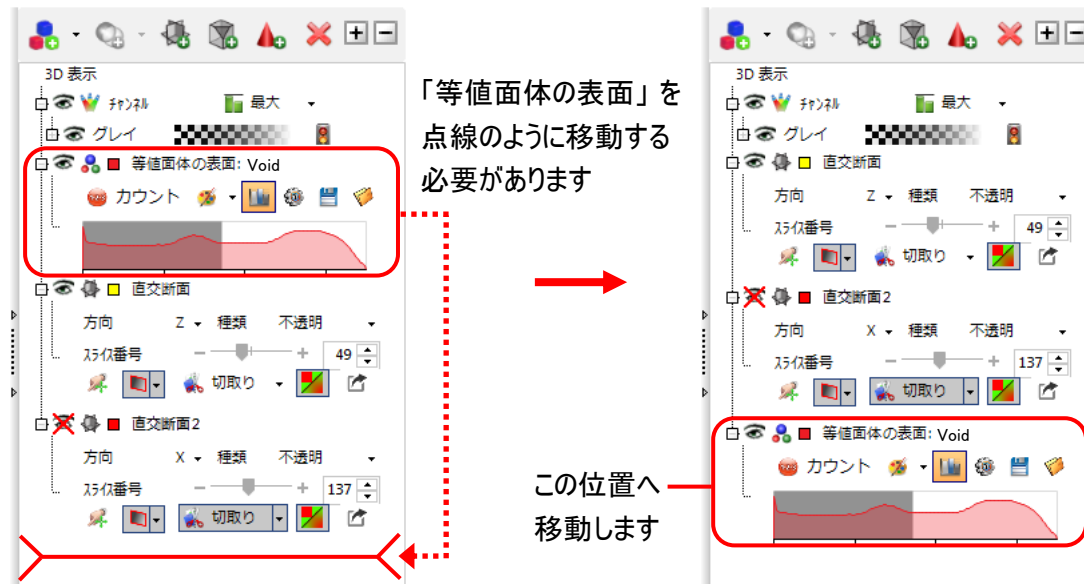 3D 表示
チャンネル 最大
グレイ
等値面体の表面: Void
カウント
直交断面
方向 Z 種類 不透明
スライス番号 49
切取り
直交断面2
方向 X 種類 不透明
スライス番号 137
切取り
「等値面体の表面」を
点線のように移動する
必要があります
この位置へ
移動します
3D 表示
チャンネル 最大
グレイ
直交断面
方向 Z 種類 不透明
スライス番号 49
切取り
直交断面2
方向 X 種類 不透明
スライス番号 137
切取り
等値面体の表面: Void
カウント